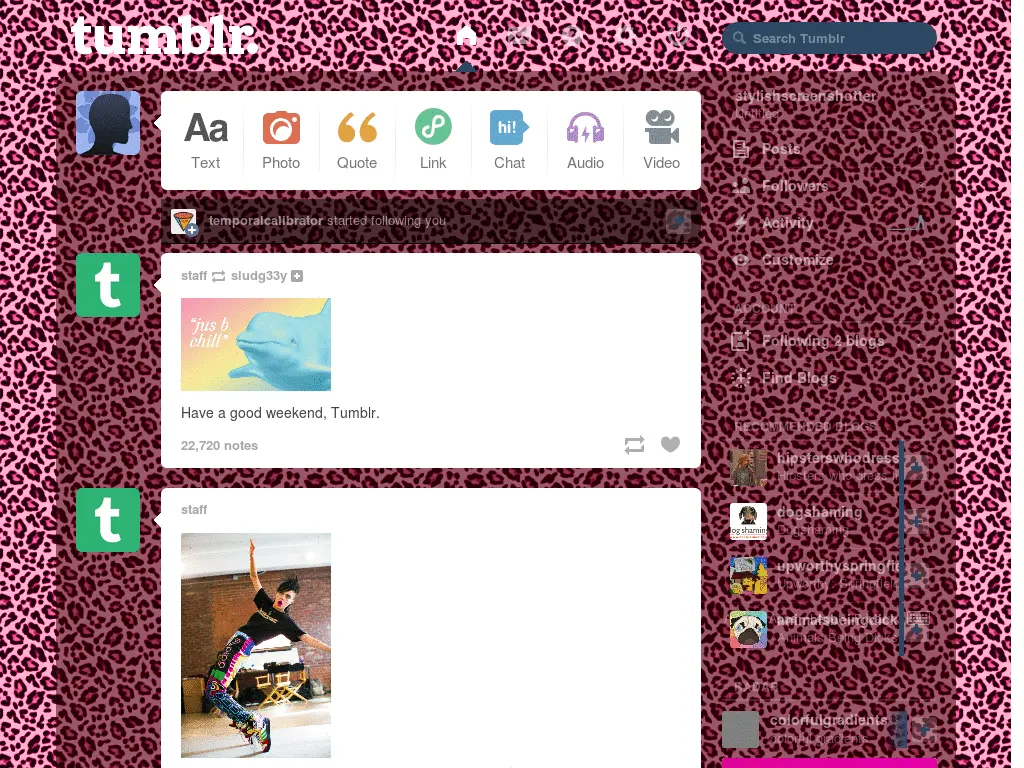 tumblr.
Search Tumblr
Aa
hi!
Text
Photo
Quote
Link
Chat
Audio
Video
temporalcalibrator started following you
t
staff sludg33y
"jus b
chill"
Have a good weekend, Tumblr.
22,720 notes
t
staff
stylishscreenshotter
Untitled
Posts
Followers
Activity
Customize
ACCOUNT
Following 2 blogs
Find Blogs
RECOMMENDED BLOGS
hipsterswhodress
Hipsters who dress
dogshaming
Dogshaming
upworthyspringfie
Upworthy Springfield
animalsbeingdick
Animals Being Dicks
RADAR
colorfulgradients
colorful gradients